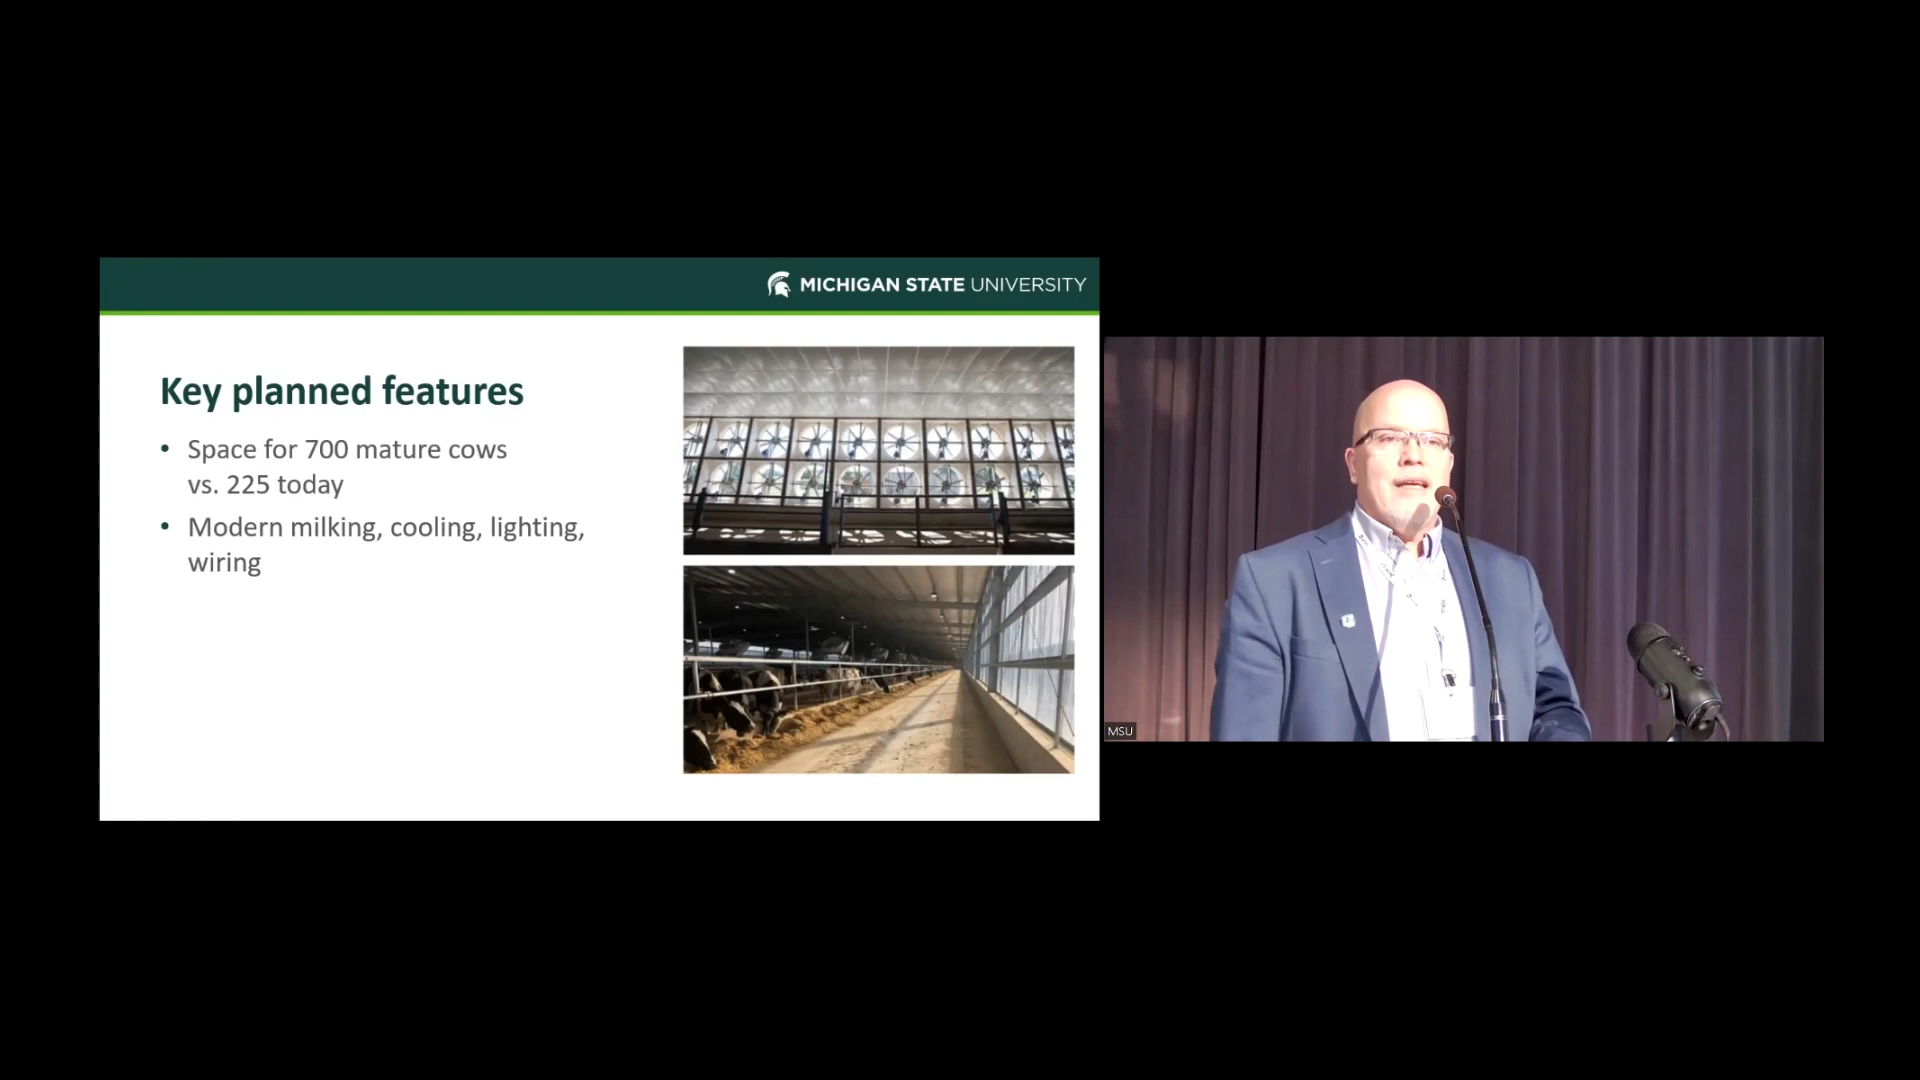 MICHIGAN STATE UNIVERSITY
Key planned features
• Space for 700 mature cows
vs. 225 today
• Modern milking, cooling, lighting,
wiring
MSU